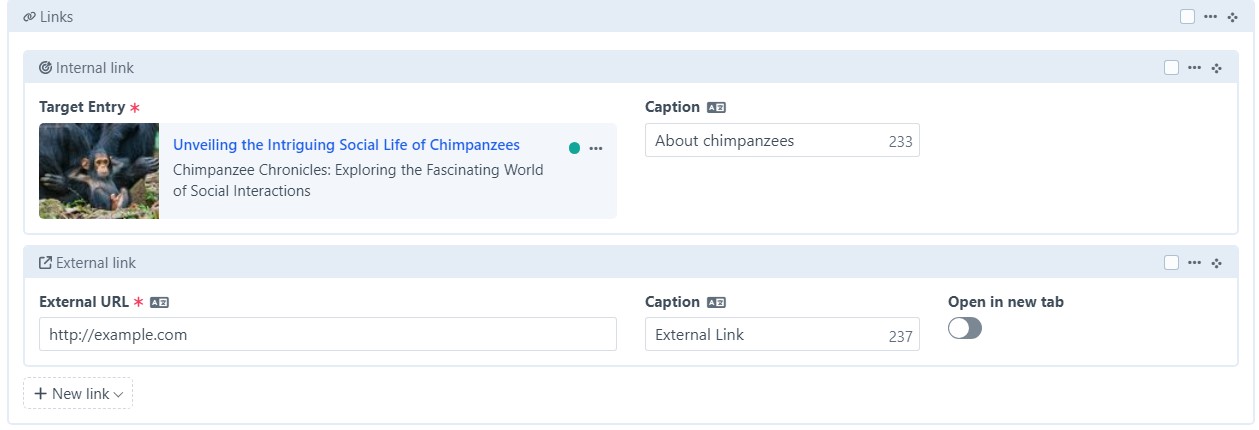 Links
Internal link
Target Entry *
Caption
Unveiling the Intriguing Social Life of Chimpanzees
Chimpanzee Chronicles: Exploring the Fascinating World
of Social Interactions
About chimpanzees 233
External link
External URL *
Caption
Open in new tab
http://example.com
External Link 237
+ New link